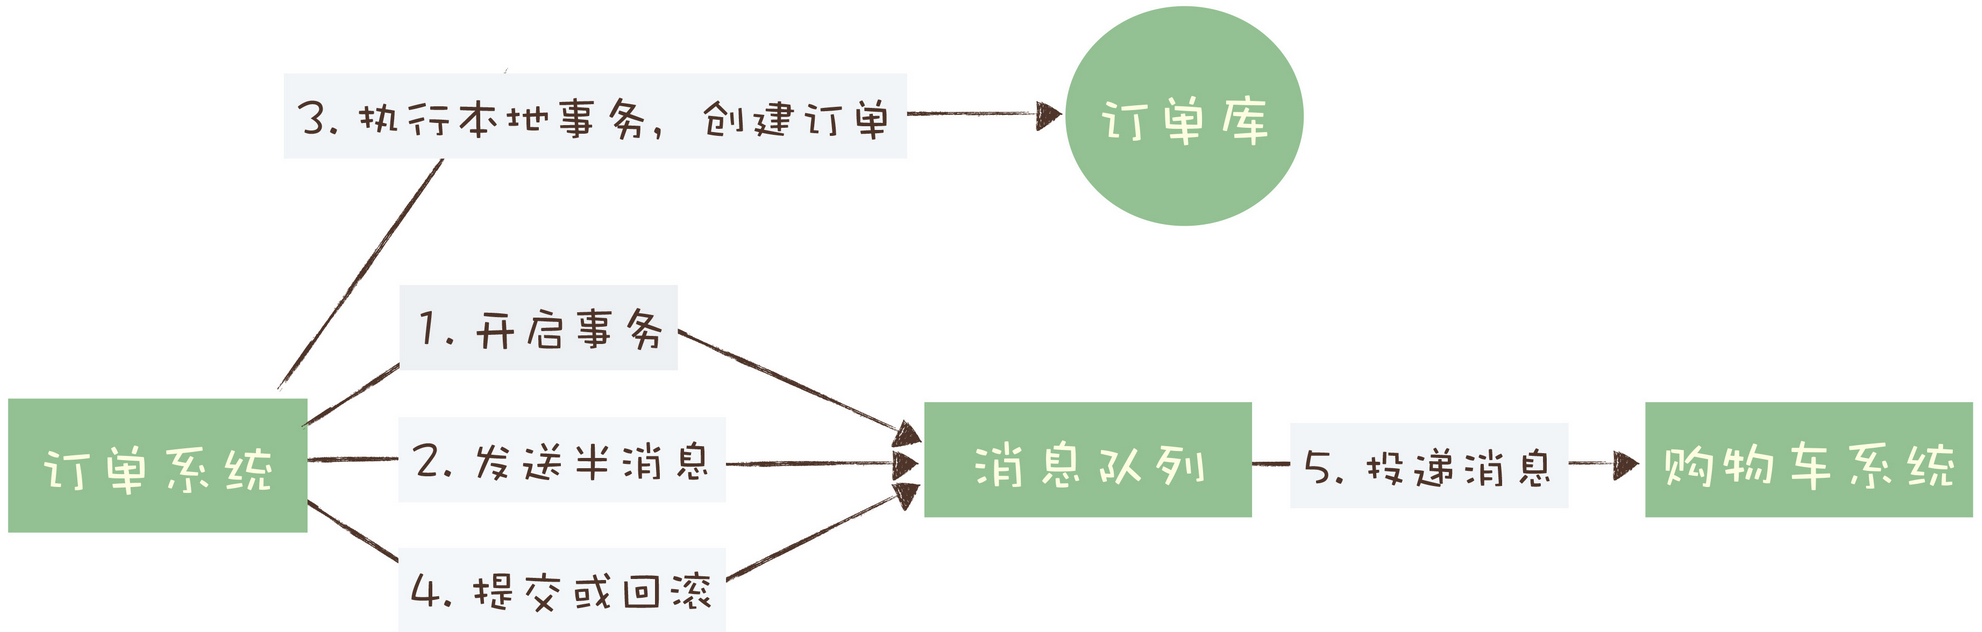 3. 执行本地事务，创建订单
订单库
1. 开启事务
订单系统
2. 发送半消息
消息队列
5. 投递消息
购物车系统
4. 提交或回滚